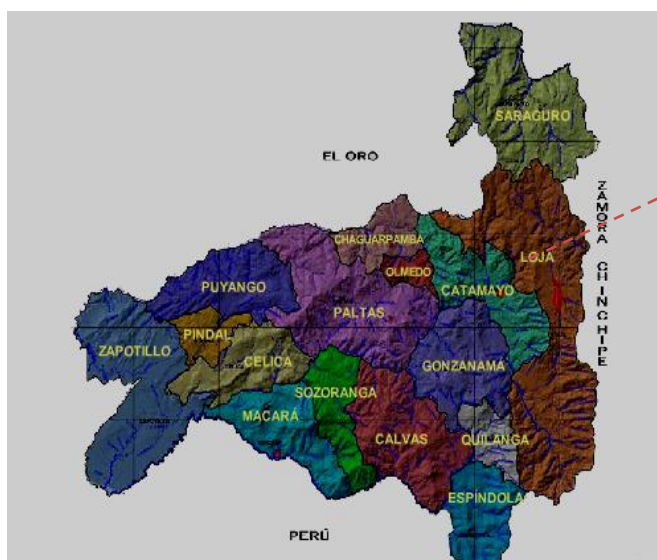 SARAGURO
EL ORO
ZAMORA CHINCHIPE
CHAGUARPAMBA
LOJA
OLMEDO
PUYANGO
CATAMAYO
PALTAS
PINDAL
ZAPOTILLO
CELICA
GONZANAMA
SOZORANGA
MACARÁ
CALVAS
QUILANGA
ESPINDOLA
PERÚ